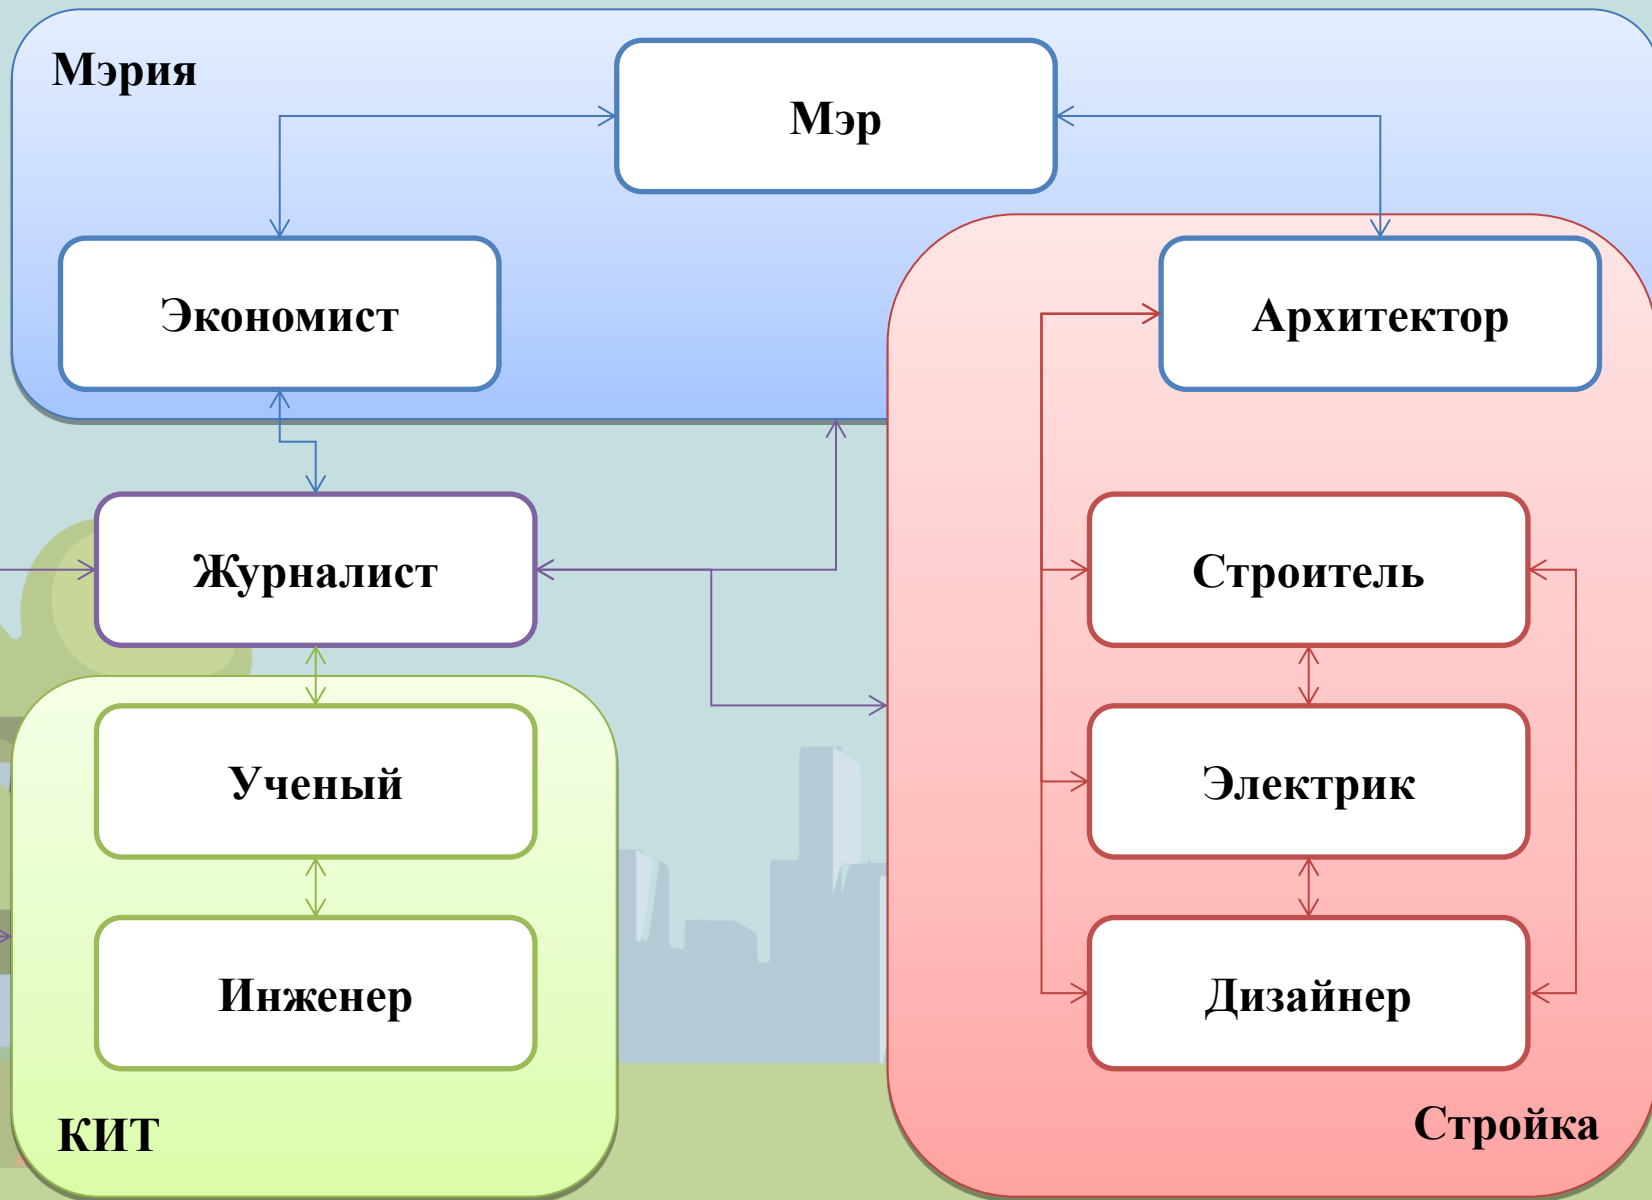 Мэрия
Мэр
Экономист
Архитектор
Журналист
Строитель
Ученый
Электрик
Инженер
Дизайнер
КИТ
Стройка